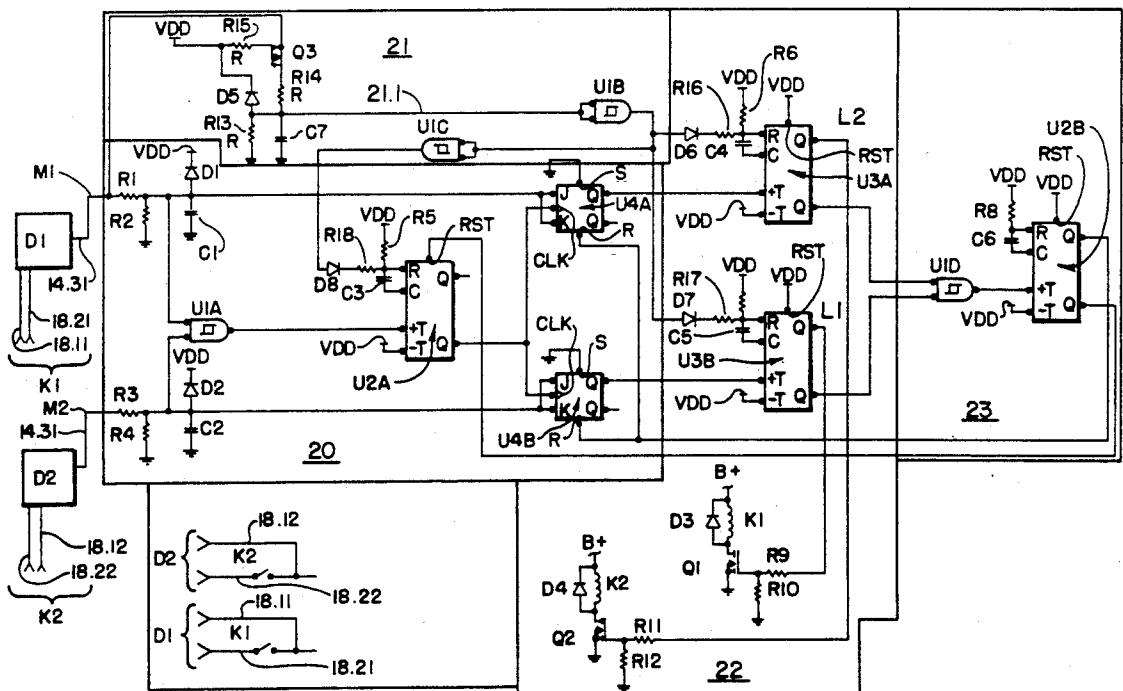 R15
VDD
R
Q3
21
R14
R
D5
21.1
R13
R
C7
U1C
U1B
R16
R6
VDD
VDD
L2
D6
C4
R
C
Q
RST
U3A
+T
-T
Q
VDD
U2B
RST
M1
VDD
D1
R1
R2
C1
D1
14.31
18.21
18.11
K1
VDD
R5
R18
RST
D8
C3
R
C
Q
+T
-T
Q
VDD
U2A
U1A
VDD
D2
J
Q
S
K
Q
U4A
R
CLK
CLK
S
J
Q
K
Q
U4B
R
R17
VDD
VDD
RST
D7
C5
R
C
Q
L1
U3B
+T
-T
Q
VDD
U1D
R8
VDD
VDD
C6
R
C
Q
+T
-T
Q
VDD
23
M2
R3
R4
C2
14.31
D2
18.12
18.22
K2
20
18.12
D2
K2
18.22
18.11
D1
K1
18.21
B+
D3
K1
Q1
R9
R10
B+
D4
K2
Q2
R11
R12
22